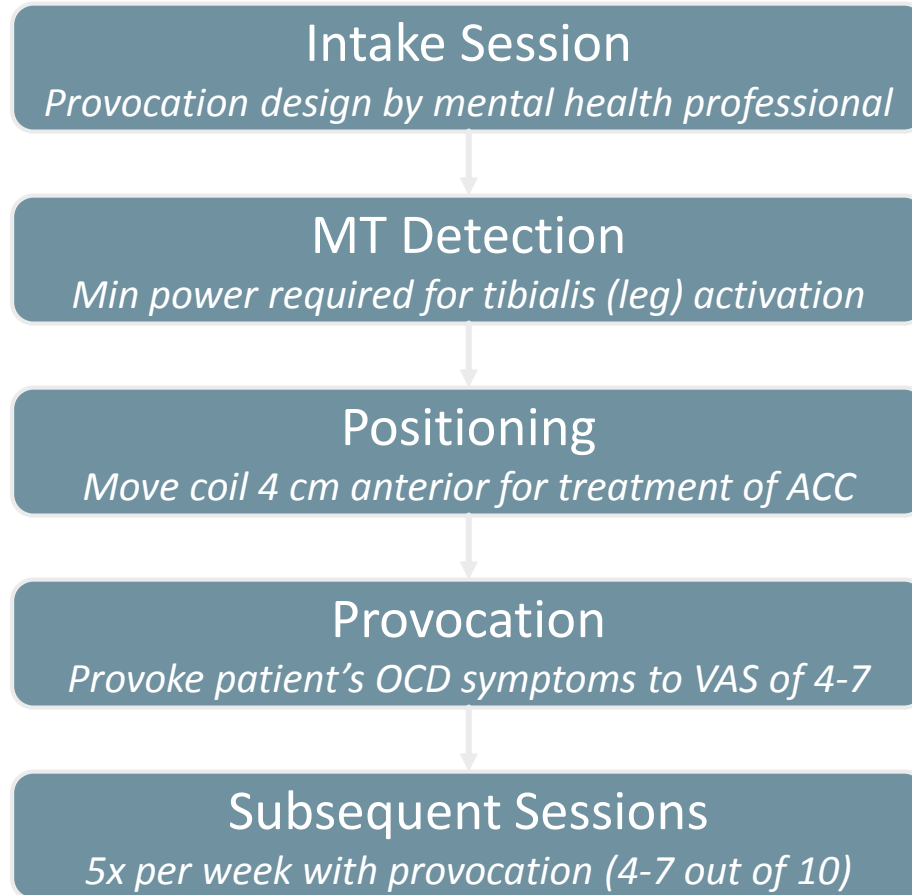 Intake Session
Provocation design by mental health professional
MT Detection
Min power required for tibialis (leg) activation
Positioning
Move coil 4 cm anterior for treatment of ACC
Provocation
Provoke patient’s OCD symptoms to VAS of 4-7
Subsequent Sessions
5x per week with provocation (4-7 out of 10)